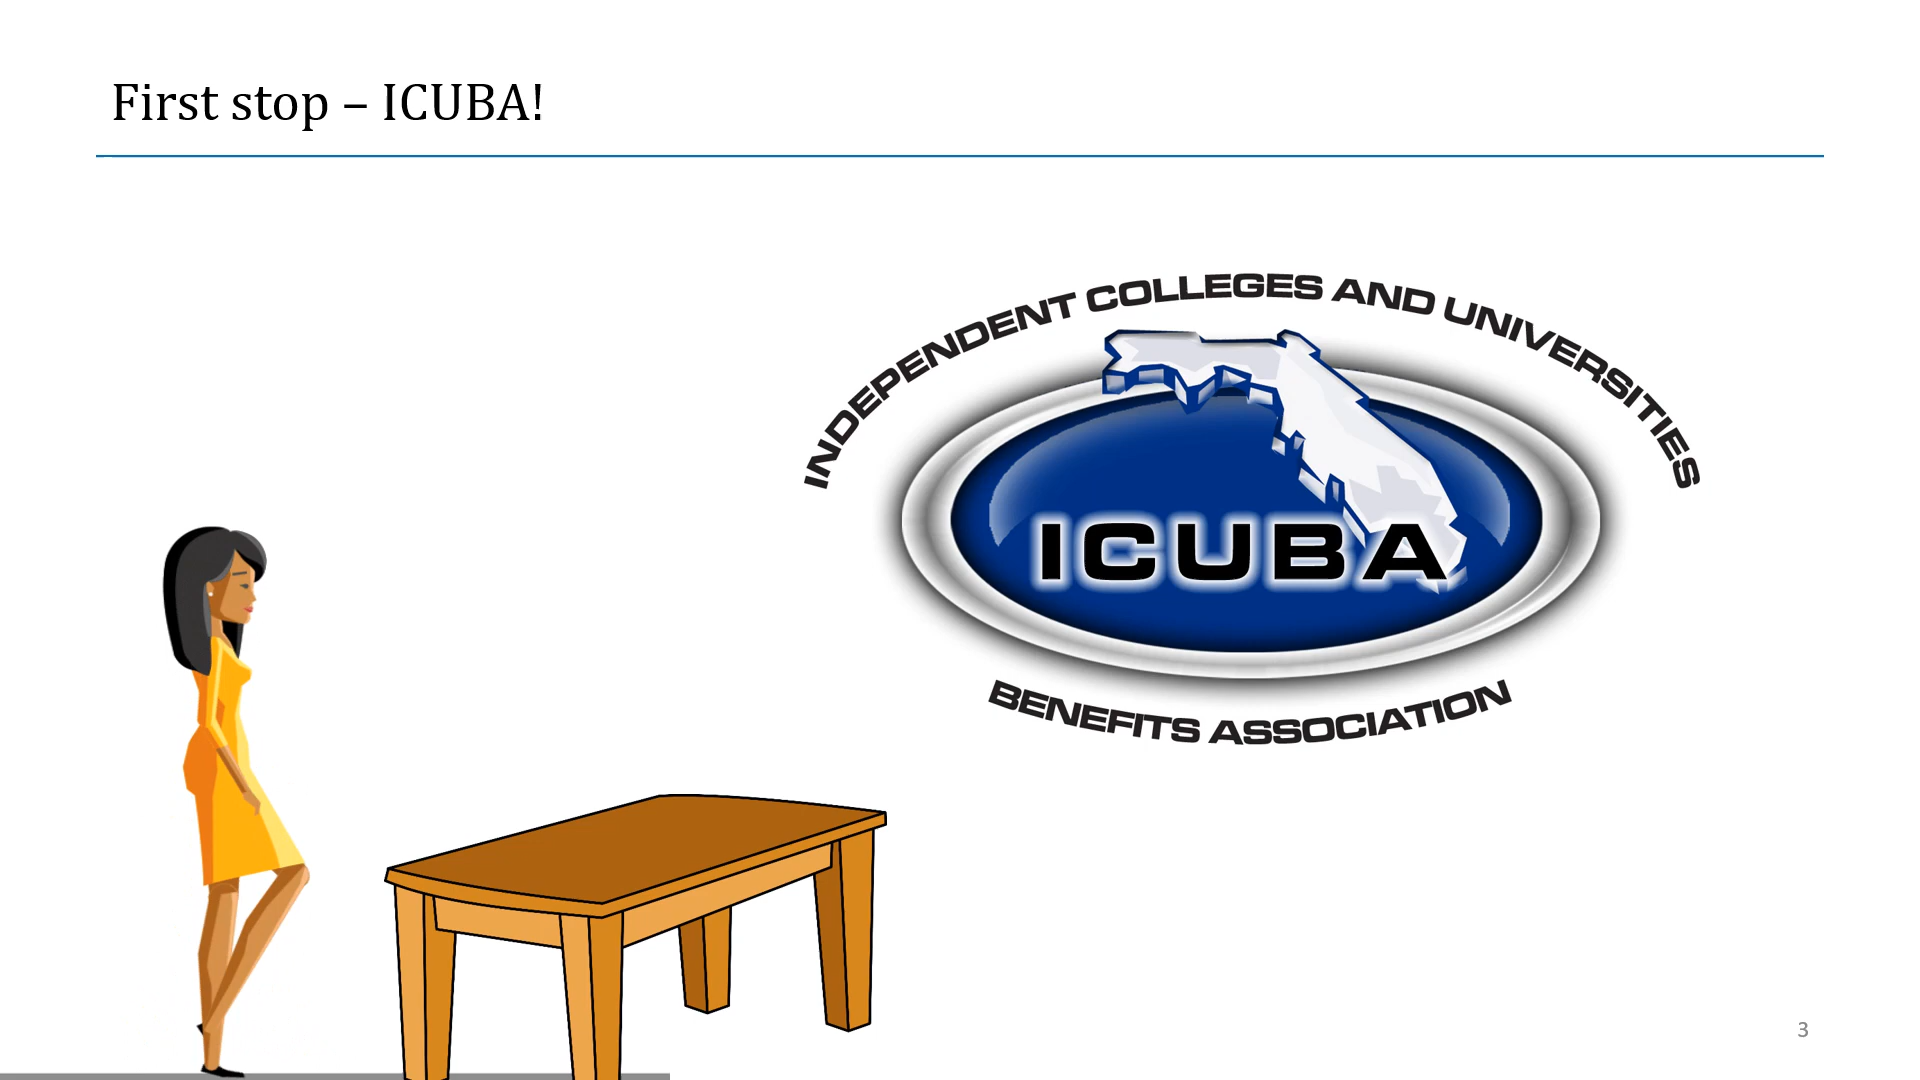 First stop – ICUBA!
INDEPENDENT COLLEGES AND UNIVERSITIES
ICUBA
BENEFITS ASSOCIATION
3